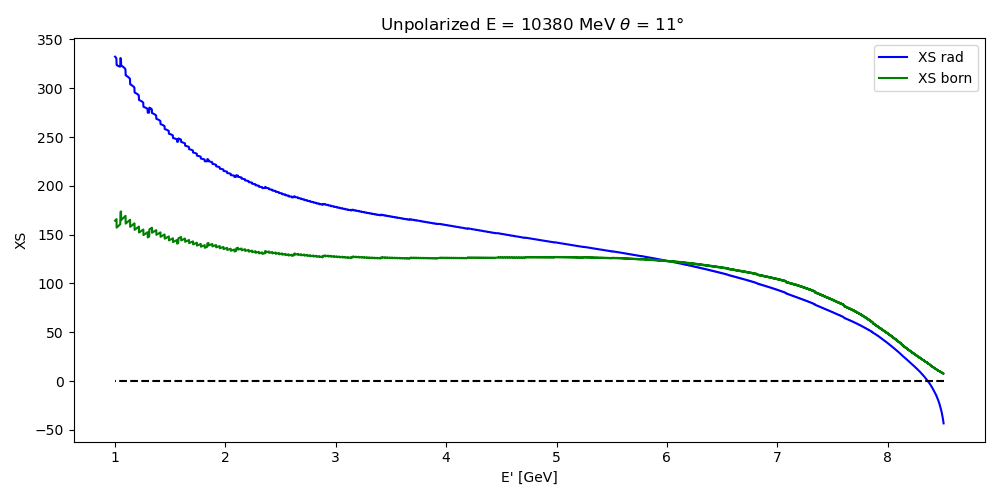 Unpolarized E = 10380 MeV θ = 11°
XS rad
XS born
350
300
250
200
150
100
50
0
−50
XS
1 2 3 4 5 6 7 8
E' [GeV]